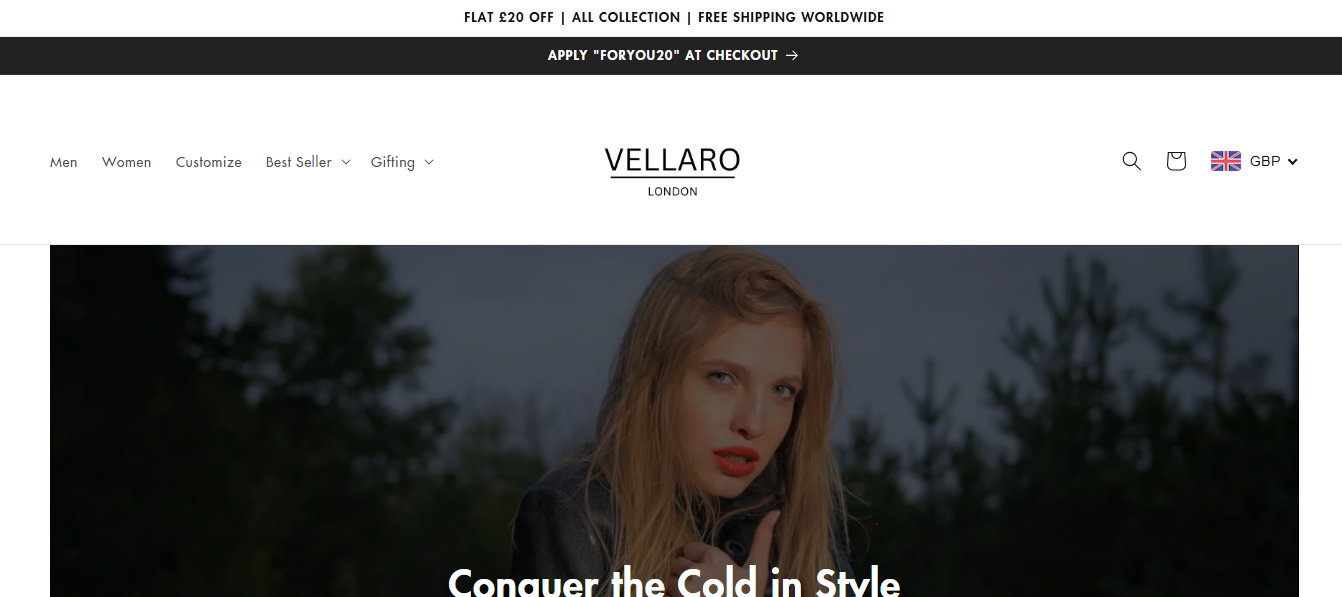 FLAT £20 OFF | ALL COLLECTION | FREE SHIPPING WORLDWIDE
APPLY "FORYOU20" AT CHECKOUT →
Men Women Customize Best Seller Gifting
VELLARO
LONDON
GBP
Conquer the Cold in Style